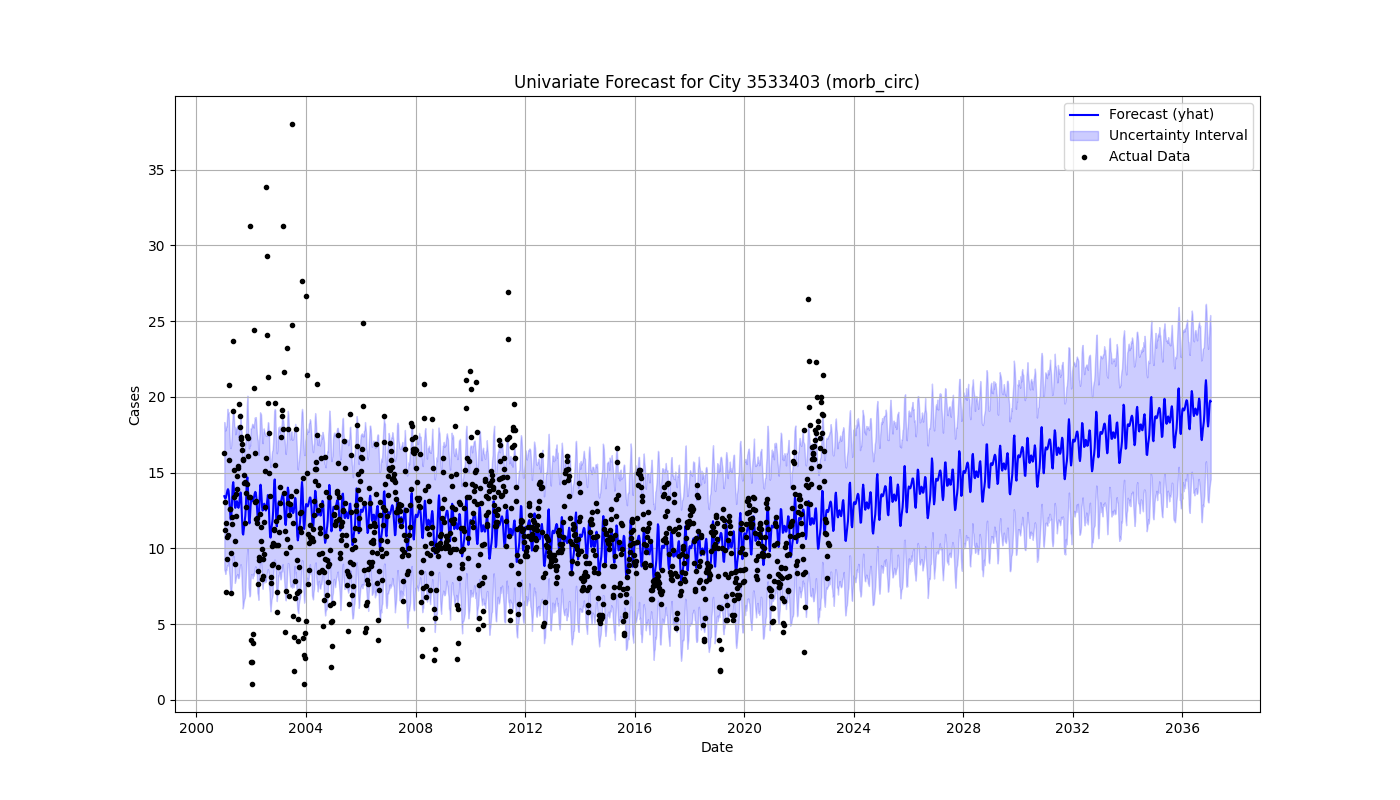 Univariate Forecast for City 3533403 (morb_circ)
Forecast (yhat)
Uncertainty Interval
Actual Data
Cases
35
30
25
20
15
10
5
0
2000 2004 2008 2012 2016 2020 2024 2028 2032 2036
Date